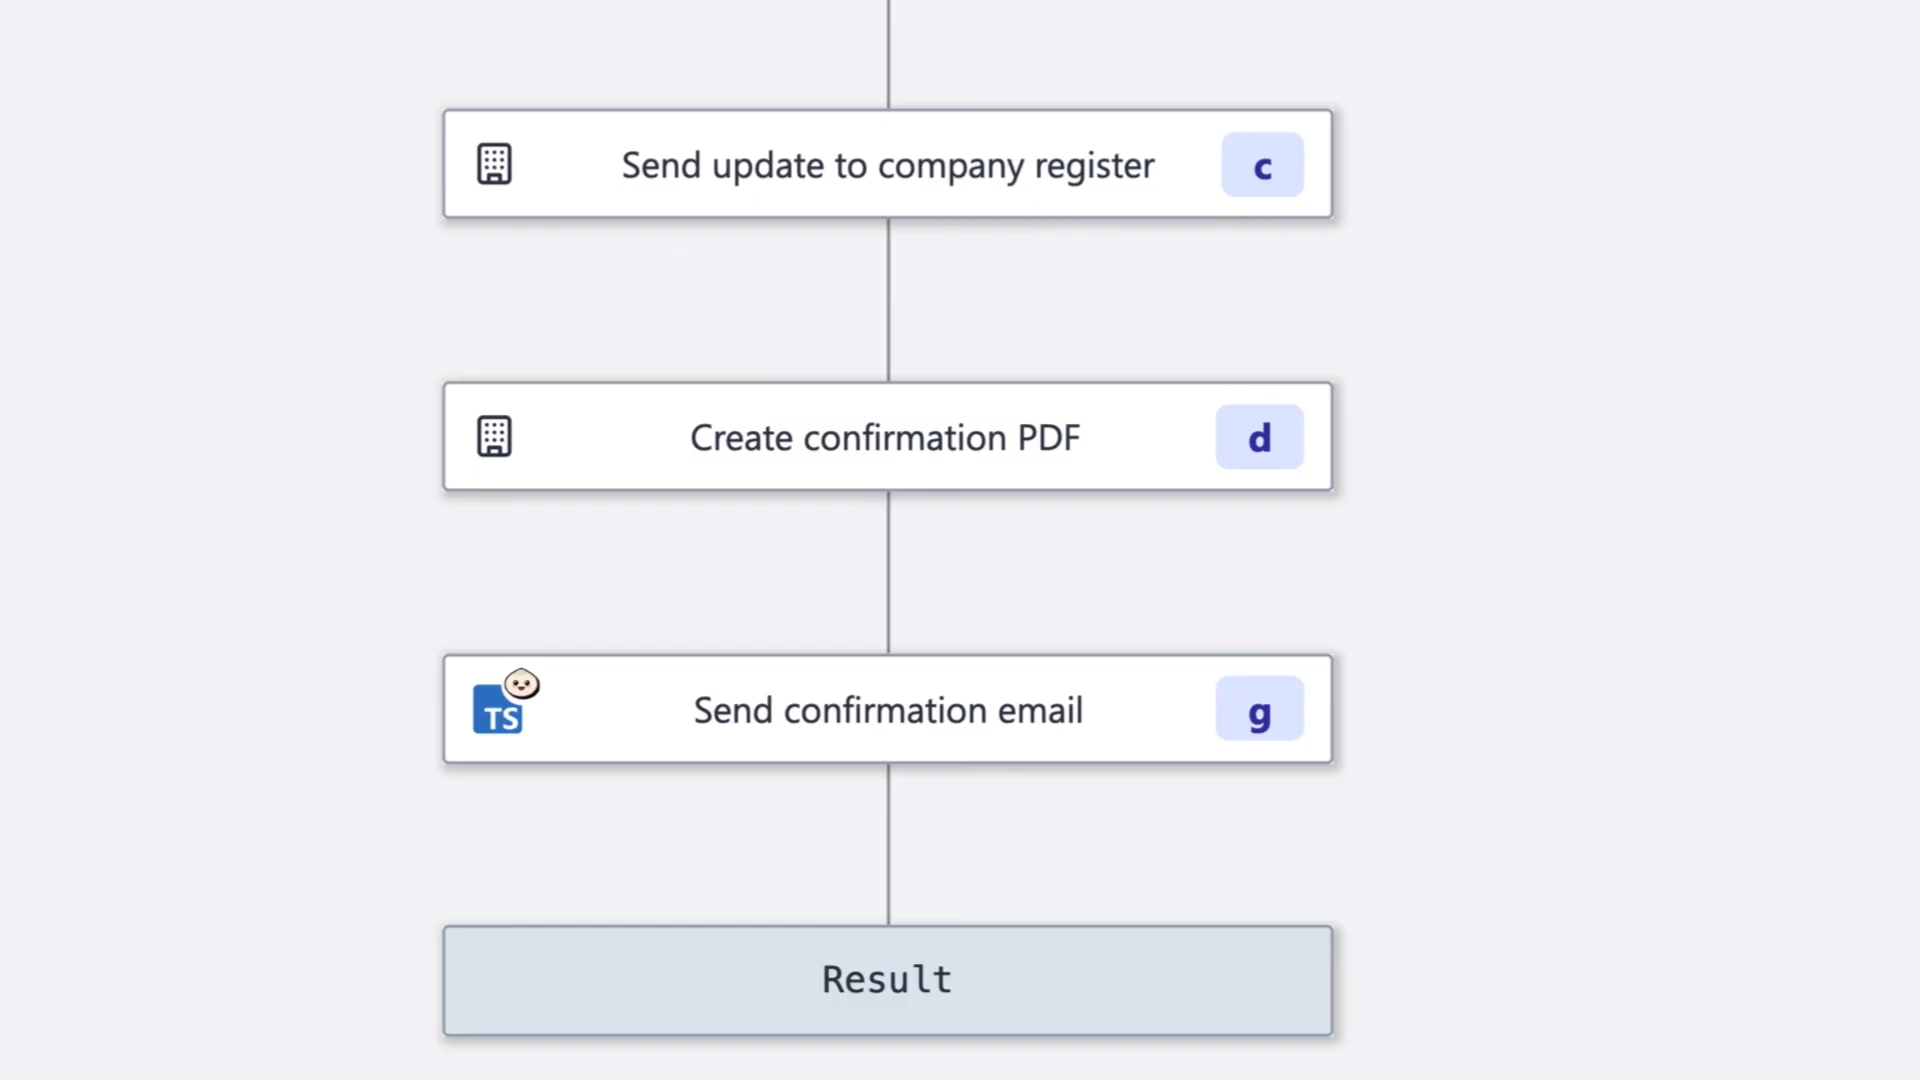 Send update to company register c
Create confirmation PDF d
TS Send confirmation email g
Result